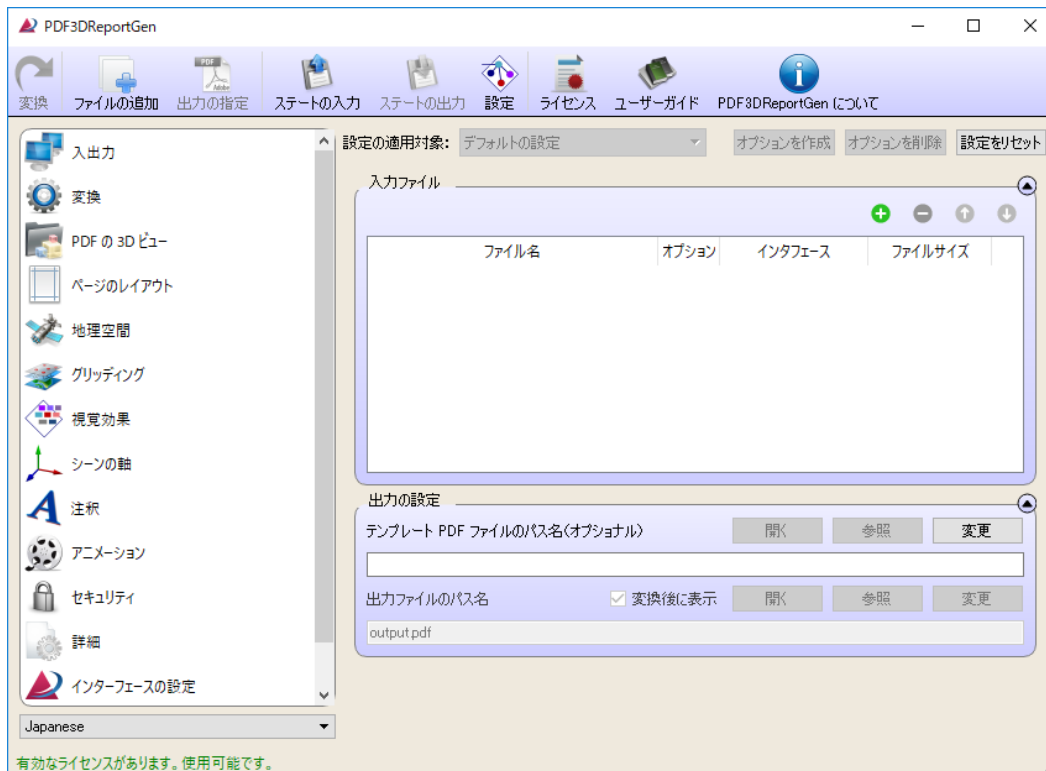 PDF3DReportGen
変換 ファイルの追加 出力の指定 ステートの入力 ステートの出力 設定 ライセンス ユーザーガイド PDF3DReportGen について
PDF
Adobe
入出力
変換
PDF の 3D ビュー
ページのレイアウト
地理空間
グリッディング
視覚効果
シーンの軸
注釈
アニメーション
セキュリティ
詳細
インターフェースの設定
Japanese
有効なライセンスがあります。使用可能です。
設定の適用対象: デフォルトの設定 オプションを作成 オプションを削除 設定をリセット
入力ファイル
ファイル名 オプション インタフェース ファイルサイズ
出力の設定
テンプレート PDF ファイルのパス名(オプショナル) 開く 参照 変更
出力ファイルのパス名 変換後に表示 開く 参照 変更
output.pdf